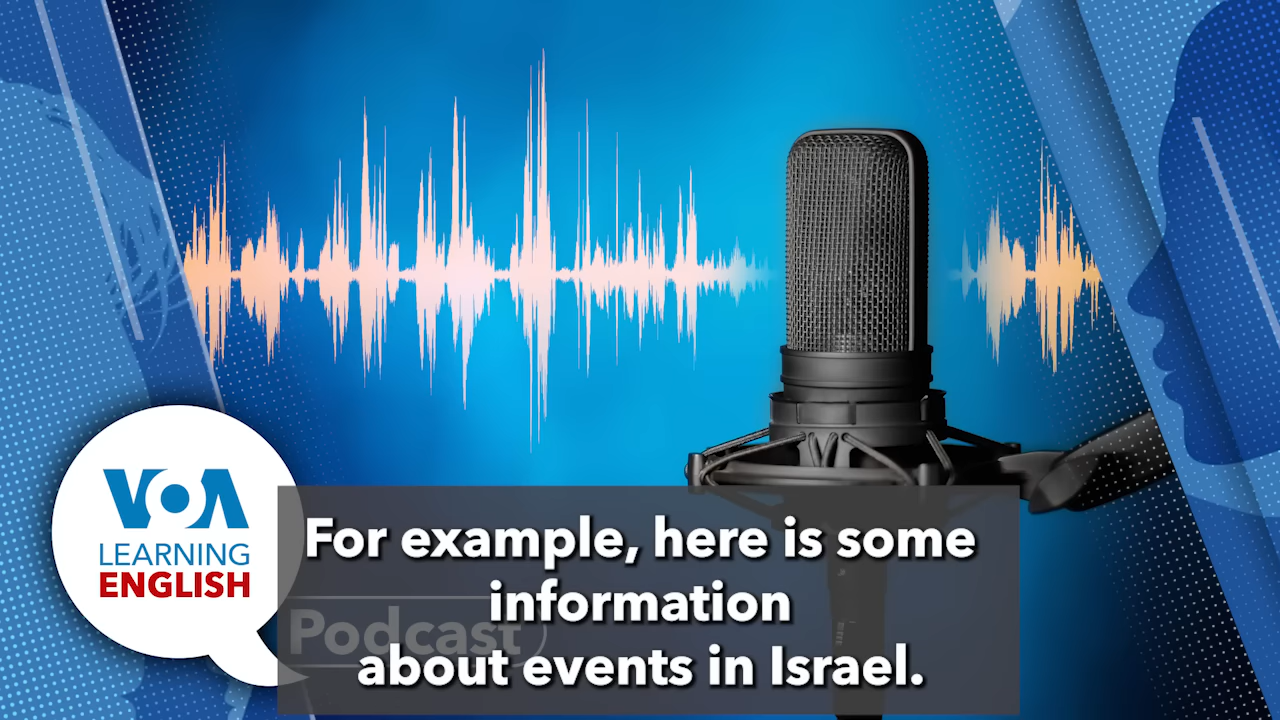 VOA
LEARNING
ENGLISH
Podcast
For example, here is some
information
about events in Israel.